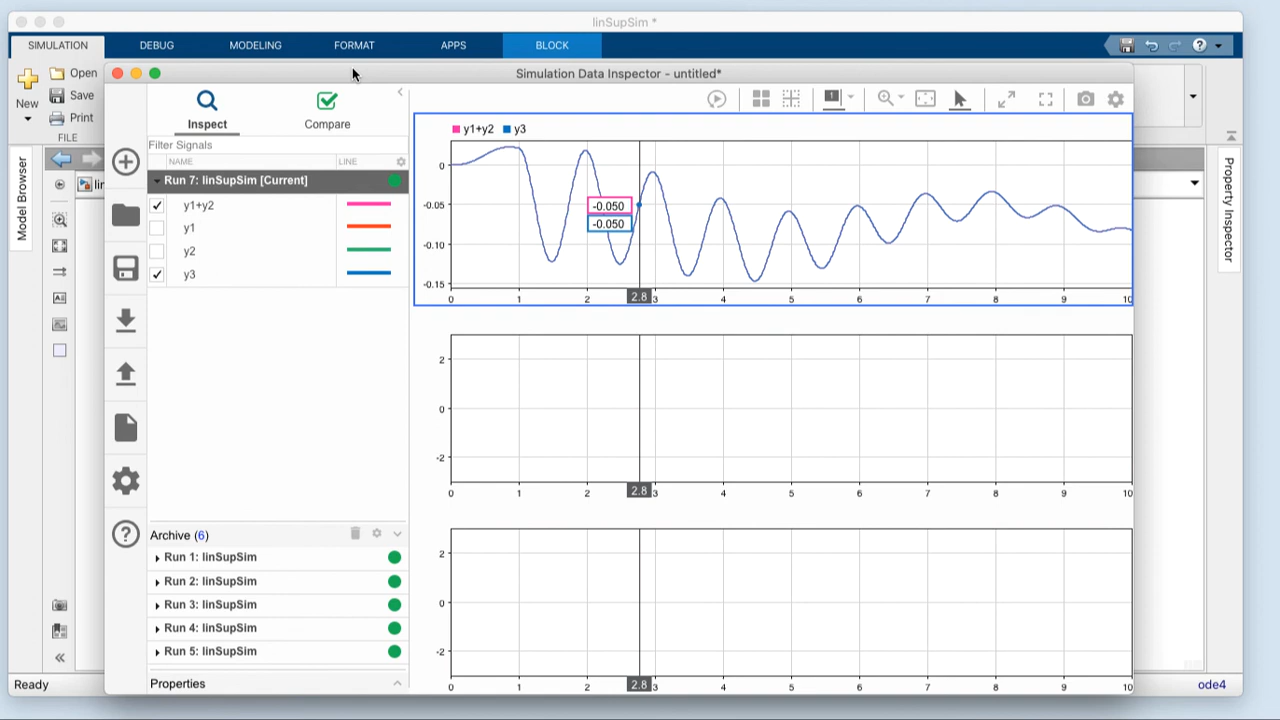 linSupSim *
SIMULATION DEBUG MODELING FORMAT APPS BLOCK
?
New
Open
Save
Print
FILE
Simulation Data Inspector - untitled*
Model Browser
Property Inspector
lin
Inspect Compare
Filter Signals
NAME LINE
Run 7: linSupSim [Current]
y1+y2
y1
y2
y3
Archive (6)
Run 1: linSupSim
Run 2: linSupSim
Run 3: linSupSim
Run 4: linSupSim
Run 5: linSupSim
Properties
1
y1+y2 y3
0
-0.05
-0.10
-0.15
-0.050
-0.050
0 1 2 2.8 3 4 5 6 7 8 9 10
2
0
-2
0 1 2 2.8 3 4 5 6 7 8 9 10
2
0
-2
0 1 2 2.8 3 4 5 6 7 8 9 10
Ready
ode4